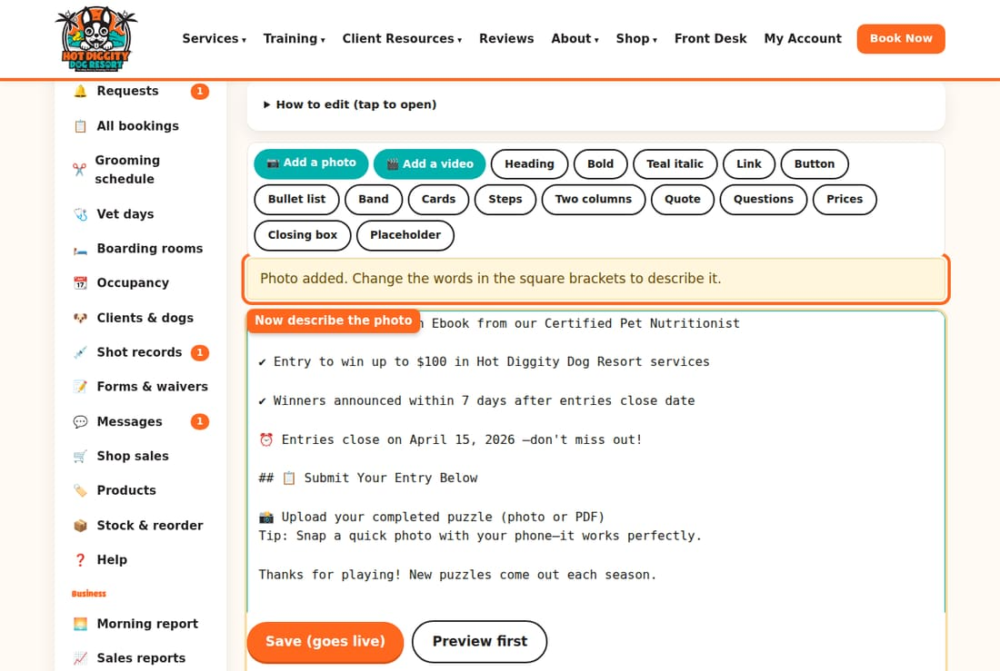 HOT DIGGITY
DOG RESORT
Services ▾
Training ▾
Client Resources ▾
Reviews
About ▾
Shop ▾
Front Desk
My Account
Book Now
🔔 Requests 1
📋 All bookings
✂️ Grooming
schedule
🩺 Vet days
🛏️ Boarding rooms
📆 Occupancy
🐶 Clients & dogs
💉 Shot records 1
📝 Forms & waivers
💬 Messages 1
🛒 Shop sales
🏷️ Products
📦 Stock & reorder
❓ Help
Business
🌅 Morning report
📈 Sales reports
▶ How to edit (tap to open)
📷 Add a photo
🎬 Add a video
Heading
Bold
Teal italic
Link
Button
Bullet list
Band
Cards
Steps
Two columns
Quote
Questions
Prices
Closing box
Placeholder
Photo added. Change the words in the square brackets to describe it.
Now describe the photo
Ebook from our Certified Pet Nutritionist
✔ Entry to win up to $100 in Hot Diggity Dog Resort services
✔ Winners announced within 7 days after entries close date
⏰ Entries close on April 15, 2026 —don't miss out!
## 📋 Submit Your Entry Below
📸 Upload your completed puzzle (photo or PDF)
Tip: Snap a quick photo with your phone—it works perfectly.
Thanks for playing! New puzzles come out each season.
Save (goes live)
Preview first